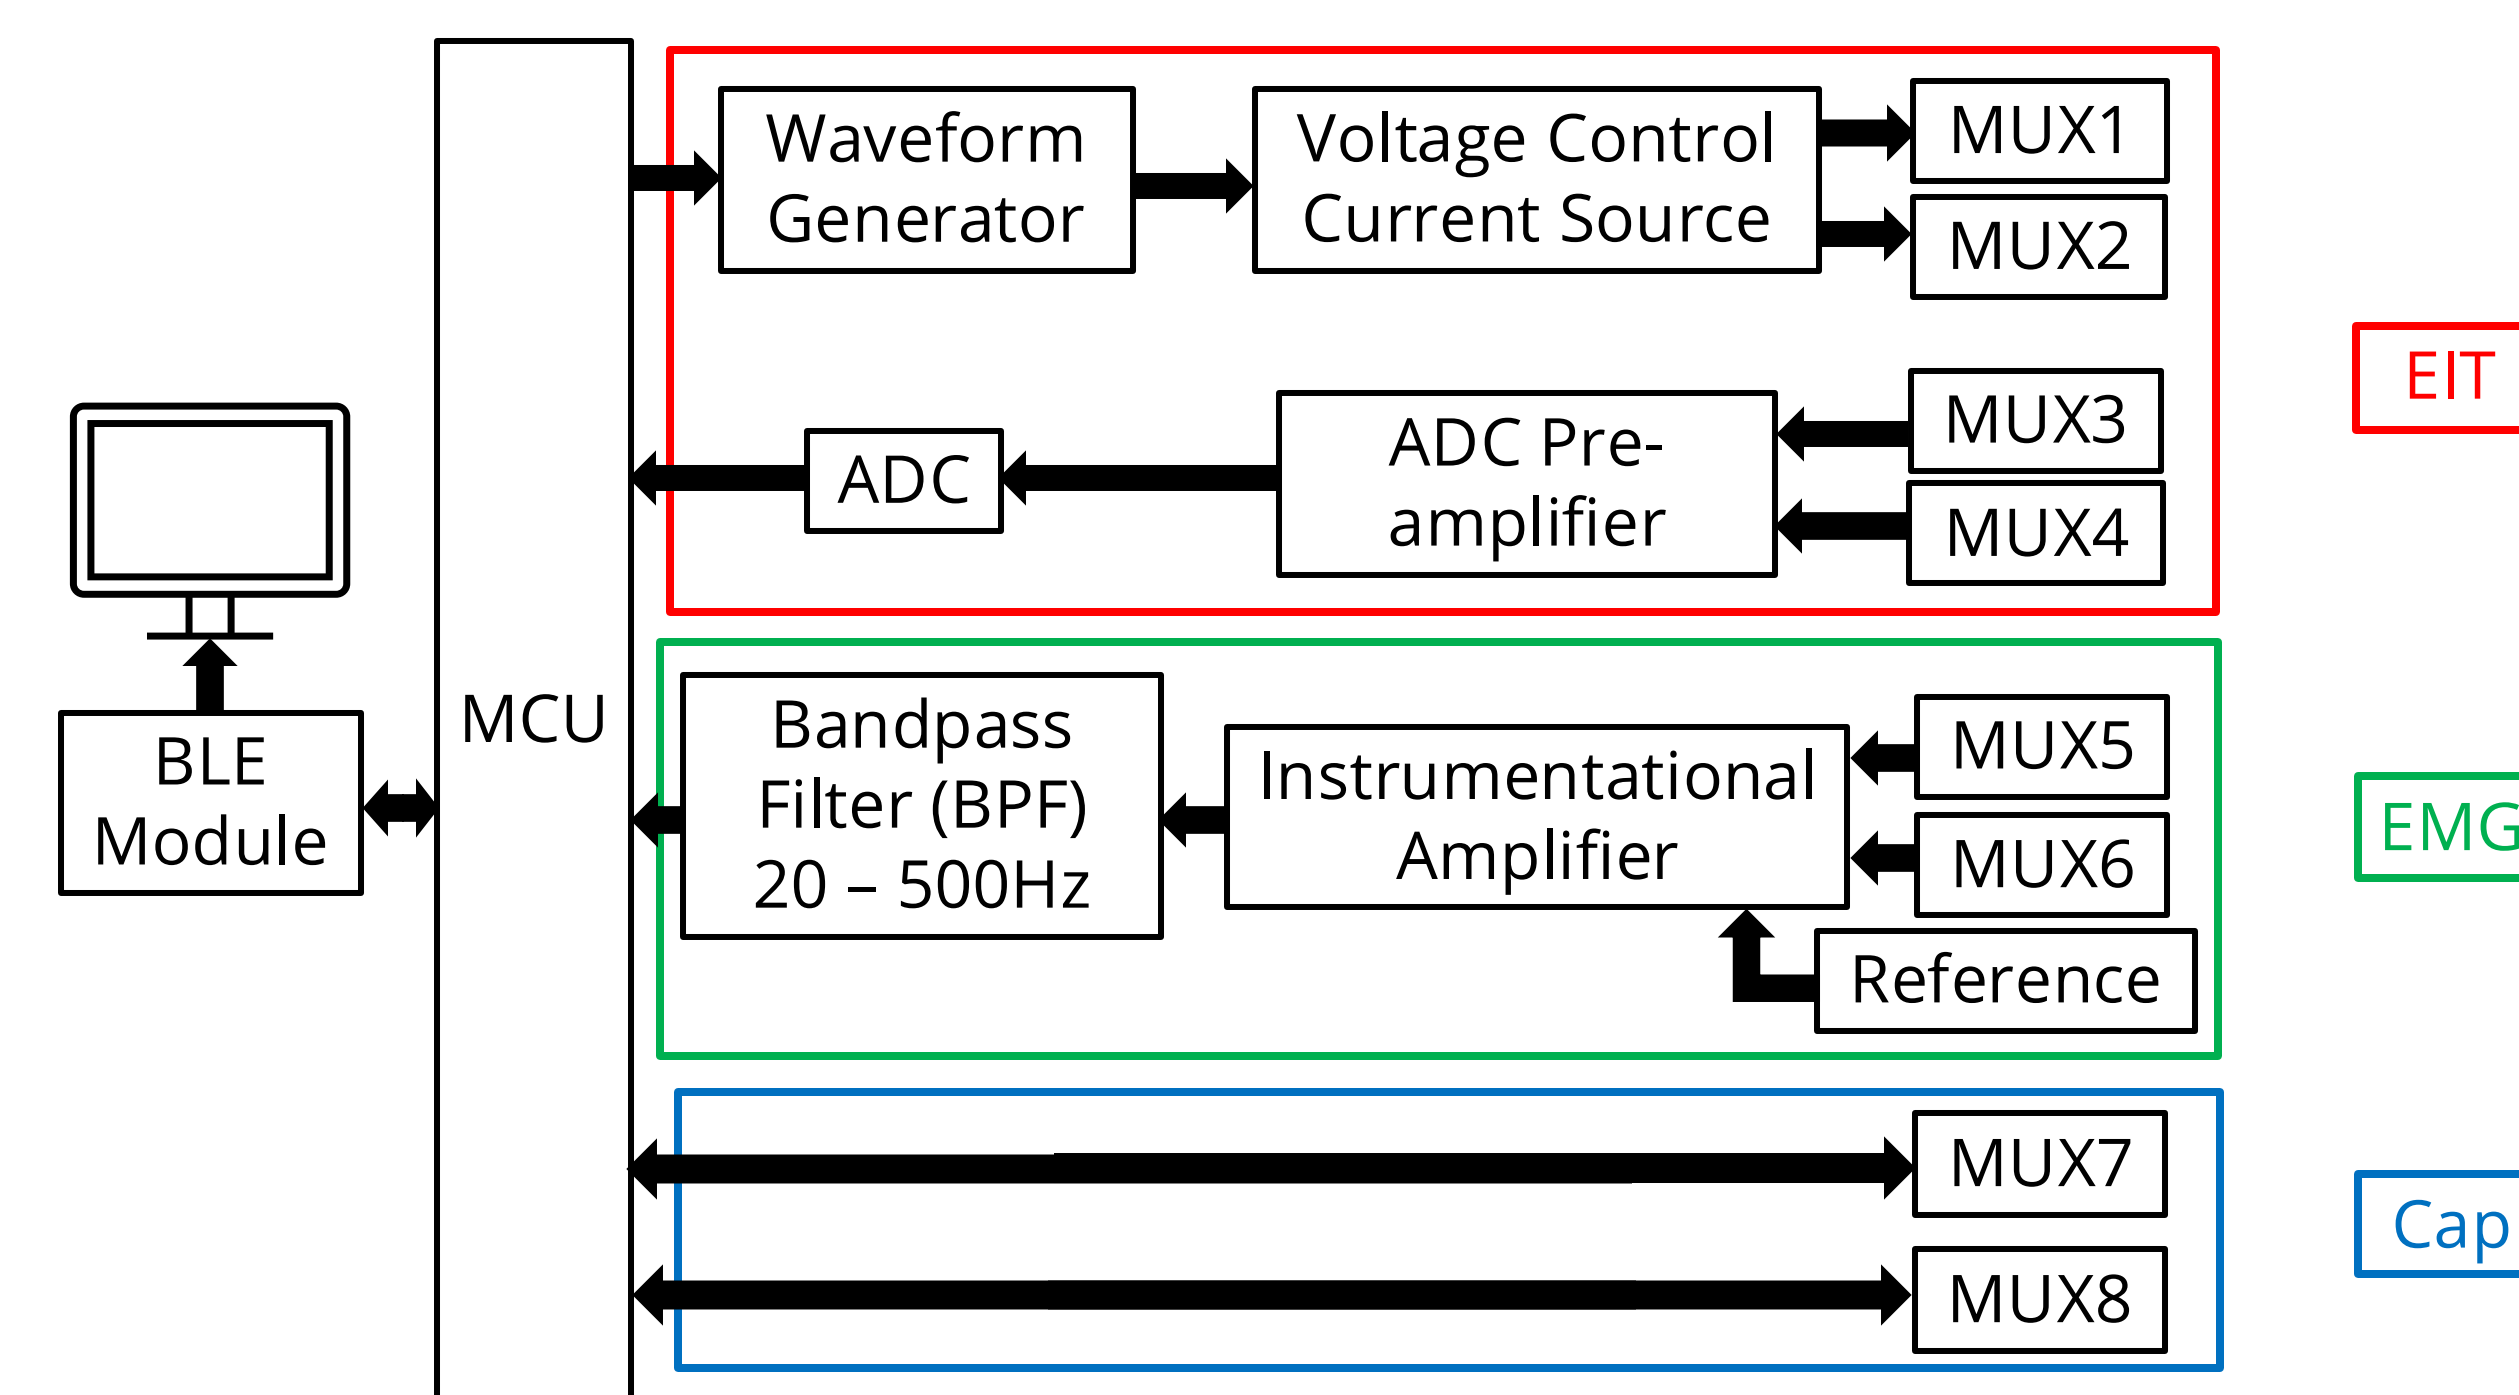 Waveform
Generator
Voltage Control
Current Source
MUX1
MUX2
EIT
ADC
ADC Pre-
amplifier
MUX3
MUX4
MCU
BLE
Module
Bandpass
Filter (BPF)
20 – 500Hz
Instrumentational
Amplifier
MUX5
MUX6
Reference
EMG
MUX7
MUX8
Cap